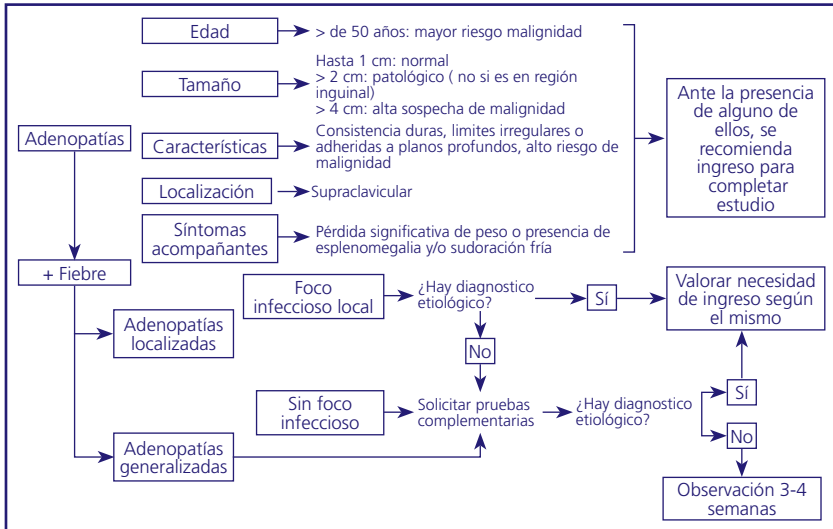 Edad
> de 50 años: mayor riesgo malignidad
Tamaño
Hasta 1 cm: normal
> 2 cm: patológico ( no si es en región
inguinal)
> 4 cm: alta sospecha de malignidad
Adenopatías
Características
Consistencia duras, limites irregulares o
adheridas a planos profundos, alto riesgo de
malignidad
Localización
Supraclavicular
Síntomas
acompañantes
Pérdida significativa de peso o presencia de
esplenomegalia y/o sudoración fría
Ante la presencia
de alguno de
ellos, se
recomienda
ingreso para
completar
estudio
+ Fiebre
Adenopatías
localizadas
Foco
infeccioso local
¿Hay diagnostico
etiológico?
Sí
Valorar necesidad
de ingreso según
el mismo
No
Sin foco
infeccioso
Solicitar pruebas
complementarias
¿Hay diagnostico
etiológico?
Sí
No
Adenopatías
generalizadas
Observación 3-4
semanas